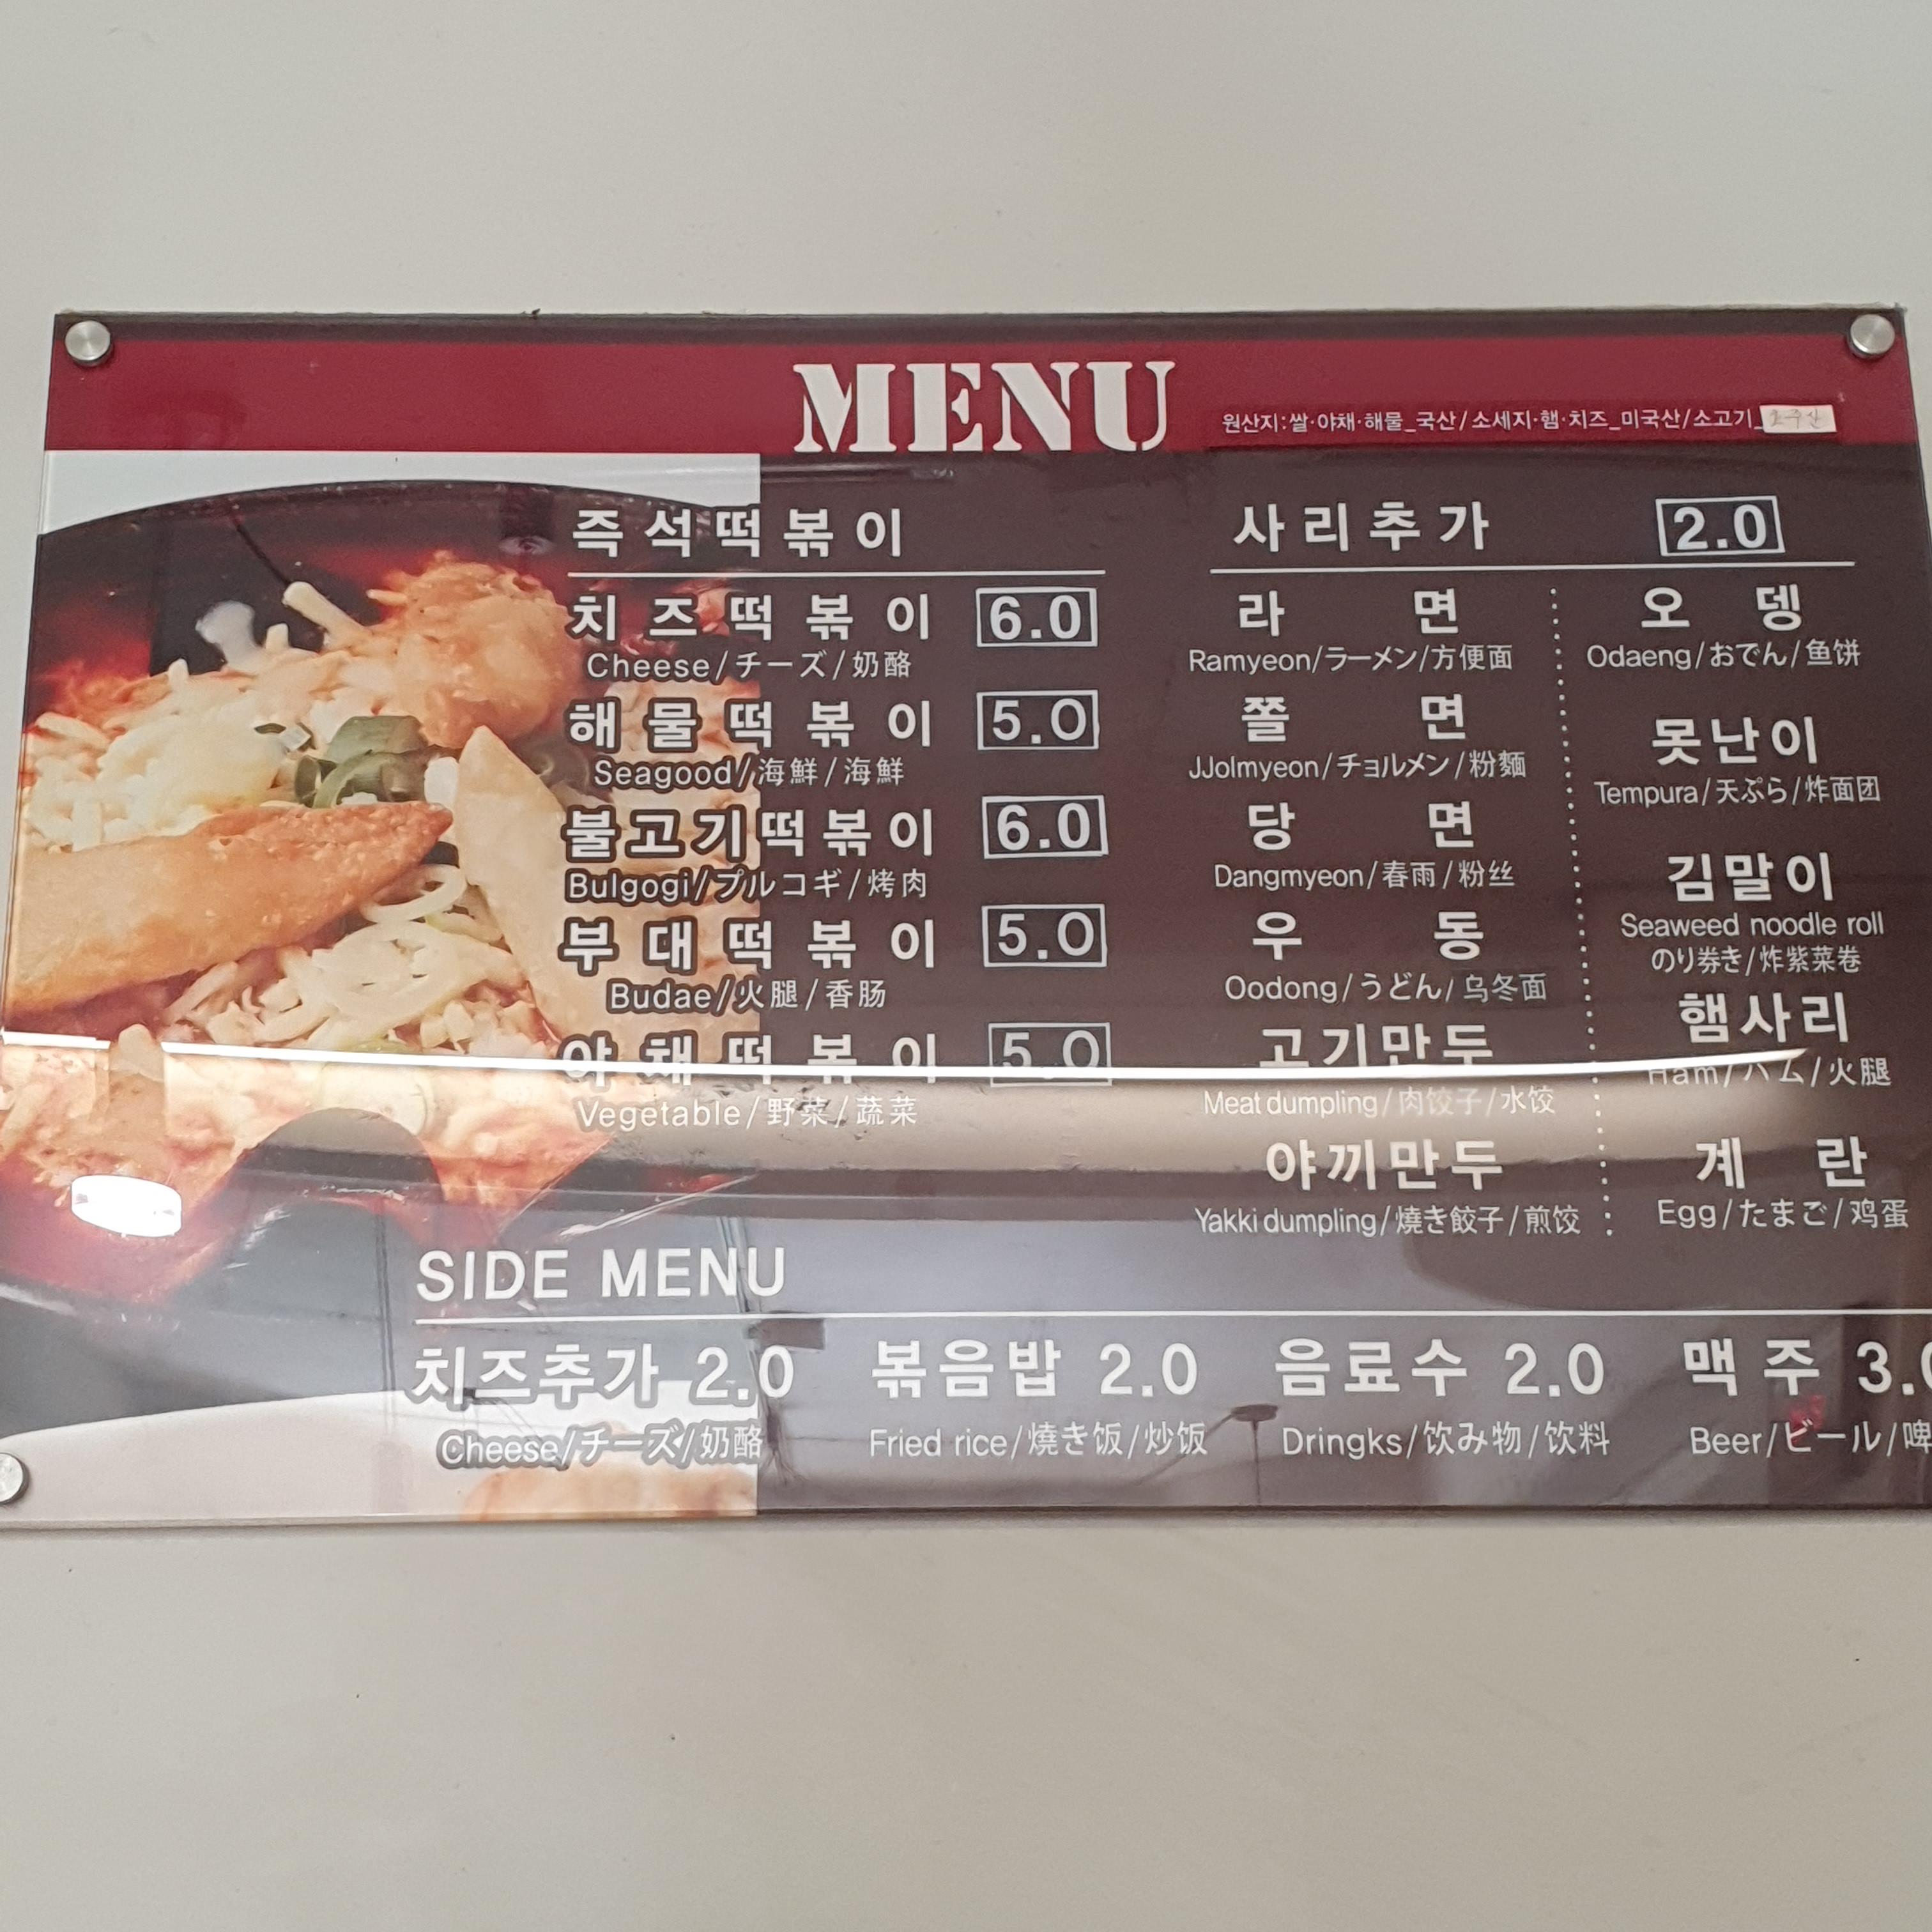 MENU
원산지:쌀·야채·해물_국산/소세지·햄·치즈_미국산/소고기_호주산
즉석떡볶이
치즈떡볶이 6.0
Cheese/チーズ/奶酪
해물떡볶이 5.0
Seagood/海鮮/海鮮
불고기떡볶이 6.0
Bulgogi/プルコギ/烤肉
부대떡볶이 5.0
Budae/火腿/香肠
야채떡볶이 5.0
Vegetable/野菜/蔬菜
사리추가 2.0
라면
Ramyeon/ラーメン/方便面
쫄면
JJolmyeon/チョルメン/粉麵
당면
Dangmyeon/春雨/粉丝
우동
Oodong/うどん/乌冬面
고기만두
Meat dumpling/肉饺子/水饺
야끼만두
Yakki dumpling/燒き餃子/煎饺
오뎅
Odaeng/おでん/鱼饼
못난이
Tempura/天ぷら/炸面团
김말이
Seaweed noodle roll
のり券き/炸紫菜卷
햄사리
Ham/ハム/火腿
계란
Egg/たまご/鸡蛋
SIDE MENU
치즈추가 2.0
Cheese/チーズ/奶酪
볶음밥 2.0
Fried rice/燒き饭/炒饭
음료수 2.0
Dringks/饮み物/饮料
맥주 3.0
Beer/ビール/啤